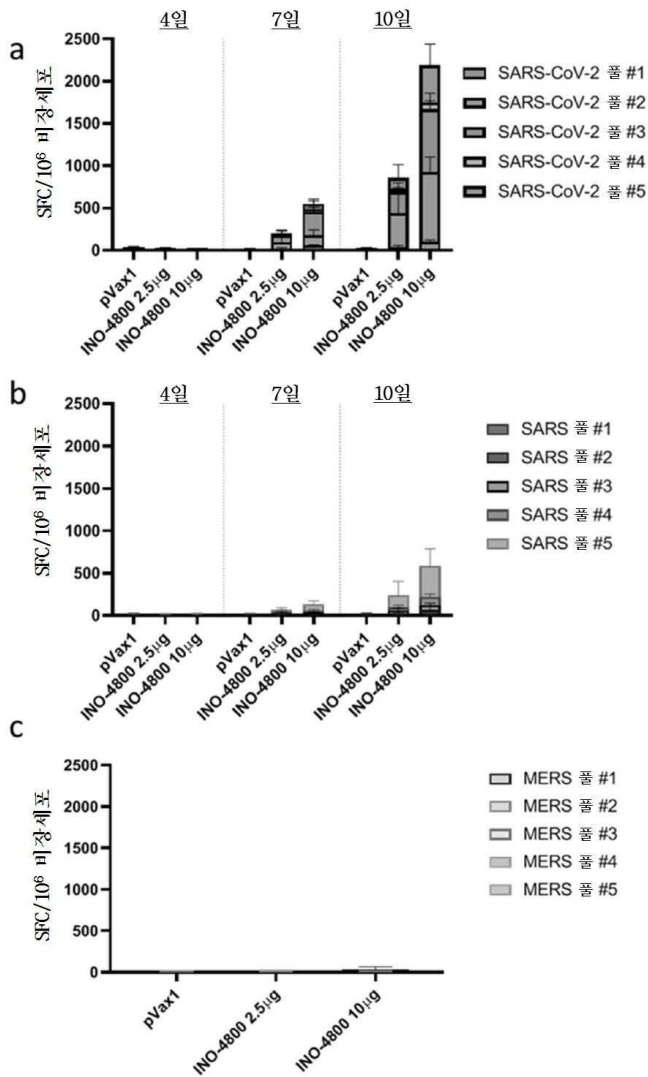 a
4일 7일 10일
SFC/10⁶ 비장세포
2500
2000
1500
1000
500
0
pVax1
INO-4800 2.5μg
INO-4800 10μg
pVax1
INO-4800 2.5μg
INO-4800 10μg
pVax1
INO-4800 2.5μg
INO-4800 10μg
SARS-CoV-2 풀 #1
SARS-CoV-2 풀 #2
SARS-CoV-2 풀 #3
SARS-CoV-2 풀 #4
SARS-CoV-2 풀 #5
b
4일 7일 10일
SFC/10⁶ 비장세포
2500
2000
1500
1000
500
0
pVax1
INO-4800 2.5μg
INO-4800 10μg
pVax1
INO-4800 2.5μg
INO-4800 10μg
pVax1
INO-4800 2.5μg
INO-4800 10μg
SARS 풀 #1
SARS 풀 #2
SARS 풀 #3
SARS 풀 #4
SARS 풀 #5
c
SFC/10⁶ 비장세포
2500
2000
1500
1000
500
0
pVax1
INO-4800 2.5μg
INO-4800 10μg
MERS 풀 #1
MERS 풀 #2
MERS 풀 #3
MERS 풀 #4
MERS 풀 #5